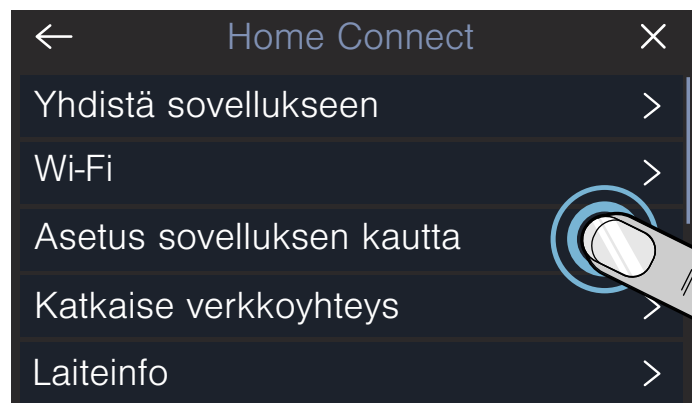 Home Connect
Yhdistä sovellukseen
Wi-Fi
Asetus sovelluksen kautta
Katkaise verkkoyhteys
Laiteinfo